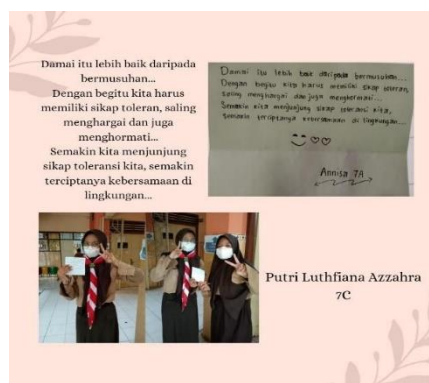 Damai itu lebih baik daripada
bermusuhan...
Dengan begitu kita harus
memiliki sikap toleran, saling
menghargai dan juga
menghormati...
Semakin kita menjunjung
sikap toleransi kita, semakin
terciptanya kebersamaan di
lingkungan...
Damai itu lebih baik daripada bermusuhan...
Dengan begitu kita harus memiliki sikap toleran,
saling menghargai dan juga menghormati...
Semakin kita menjunjung sikap toleransi kita,
semakin terciptanya kebersamaan di lingkungan...
Annisa 7A
Putri Luthfiana Azzahra
7C